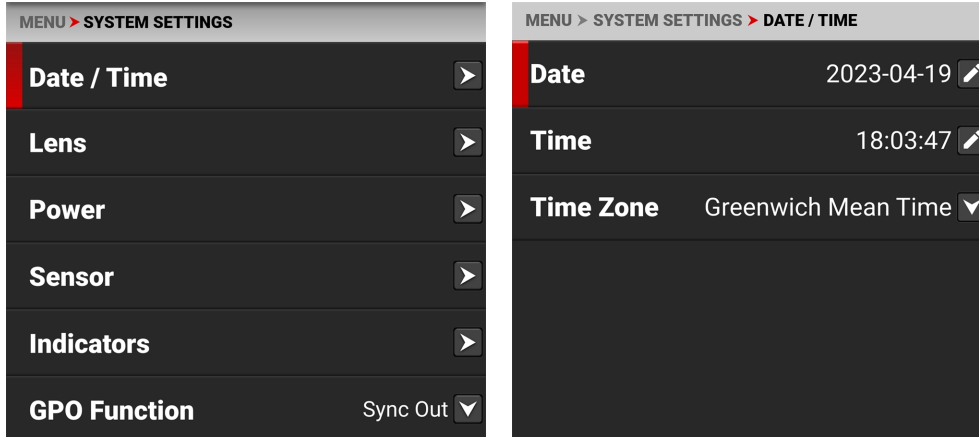 MENU > SYSTEM SETTINGS
Date / Time
Lens
Power
Sensor
Indicators
GPO Function Sync Out
MENU > SYSTEM SETTINGS > DATE / TIME
Date 2023-04-19
Time 18:03:47
Time Zone Greenwich Mean Time